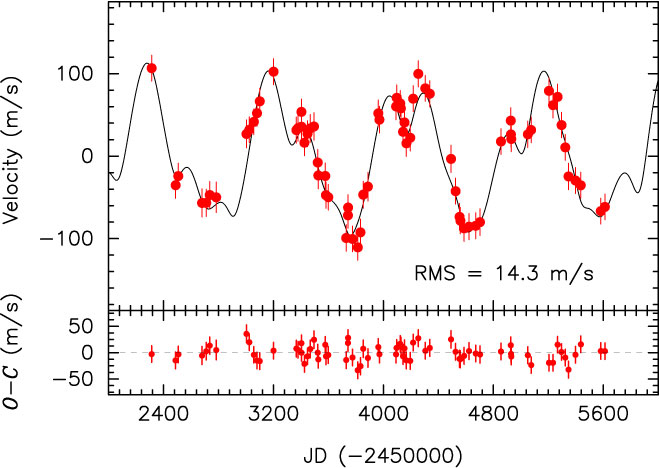 Velocity (m/s)
100
0
−100
RMS = 14.3 m/s
O−C (m/s)
50
0
−50
2400 3200 4000 4800 5600
JD (−2450000)